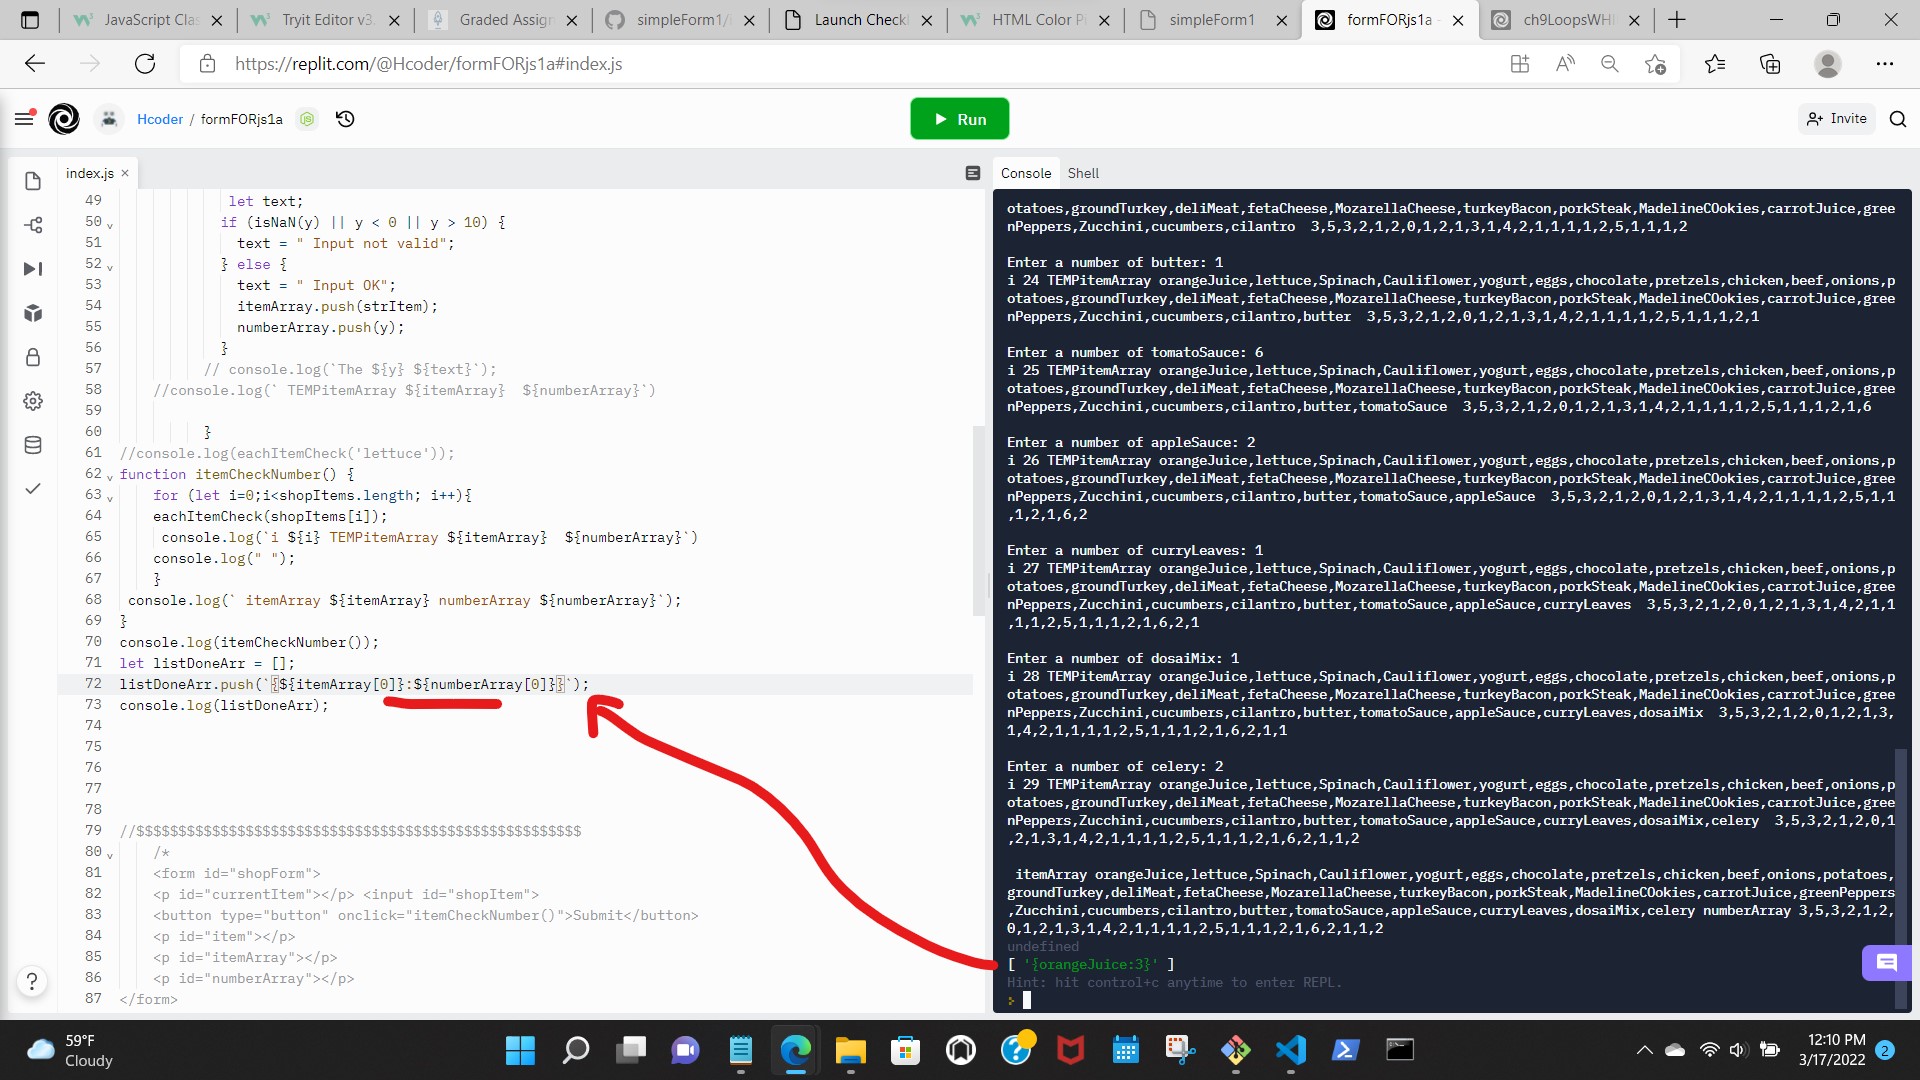 JavaScript Clas
Tryit Editor v3.
Graded Assign
simpleForm1/
Launch Checkl
HTML Color P
simpleForm1
formFORjs1a -
ch9LoopsWHI
https://replit.com/@Hcoder/formFORjs1a#index.js
Hcoder / formFORjs1a
Run
Invite
index.js
49 let text;
50 if (isNaN(y) || y < 0 || y > 10) {
51 text = " Input not valid";
52 } else {
53 text = " Input OK";
54 itemArray.push(strItem);
55 numberArray.push(y);
56 }
57 // console.log(`The ${y} ${text}`);
58 //console.log(` TEMPitemArray ${itemArray}  ${numberArray}`)
59
60 }
61 //console.log(eachItemCheck('lettuce'));
62 function itemCheckNumber() {
63 for (let i=0;i<shopItems.length; i++){
64 eachItemCheck(shopItems[i]);
65 console.log(`i ${i} TEMPitemArray ${itemArray}  ${numberArray}`)
66 console.log(" ");
67 }
68 console.log(` itemArray ${itemArray} numberArray ${numberArray}`);
69 }
70 console.log(itemCheckNumber());
71 let listDoneArr = [];
72 listDoneArr.push(`{${itemArray[0]}:${numberArray[0]}}`);
73 console.log(listDoneArr);
74
75
76
77
78
79 //$$$$$$$$$$$$$$$$$$$$$$$$$$$$$$$$$$$$$$$$$$$$$$$$$$$$$$
80 /*
81 <form id="shopForm">
82 <p id="currentItem"></p> <input id="shopItem">
83 <button type="button" onclick="itemCheckNumber()">Submit</button>
84 <p id="item"></p>
85 <p id="itemArray"></p>
86 <p id="numberArray"></p>
87 </form>
Console Shell
otatoes,groundTurkey,deliMeat,fetaCheese,MozarellaCheese,turkeyBacon,porkSteak,MadelineCOokies,carrotJuice,gree
nPeppers,Zucchini,cucumbers,cilantro  3,5,3,2,1,2,0,1,2,1,3,1,4,2,1,1,1,1,2,5,1,1,1,2
Enter a number of butter: 1
i 24 TEMPitemArray orangeJuice,lettuce,Spinach,Cauliflower,yogurt,eggs,chocolate,pretzels,chicken,beef,onions,p
otatoes,groundTurkey,deliMeat,fetaCheese,MozarellaCheese,turkeyBacon,porkSteak,MadelineCOokies,carrotJuice,gree
nPeppers,Zucchini,cucumbers,cilantro,butter  3,5,3,2,1,2,0,1,2,1,3,1,4,2,1,1,1,1,2,5,1,1,1,2,1
Enter a number of tomatoSauce: 6
i 25 TEMPitemArray orangeJuice,lettuce,Spinach,Cauliflower,yogurt,eggs,chocolate,pretzels,chicken,beef,onions,p
otatoes,groundTurkey,deliMeat,fetaCheese,MozarellaCheese,turkeyBacon,porkSteak,MadelineCOokies,carrotJuice,gree
nPeppers,Zucchini,cucumbers,cilantro,butter,tomatoSauce  3,5,3,2,1,2,0,1,2,1,3,1,4,2,1,1,1,1,2,5,1,1,1,2,1,6
Enter a number of appleSauce: 2
i 26 TEMPitemArray orangeJuice,lettuce,Spinach,Cauliflower,yogurt,eggs,chocolate,pretzels,chicken,beef,onions,p
otatoes,groundTurkey,deliMeat,fetaCheese,MozarellaCheese,turkeyBacon,porkSteak,MadelineCOokies,carrotJuice,gree
nPeppers,Zucchini,cucumbers,cilantro,butter,tomatoSauce,appleSauce  3,5,3,2,1,2,0,1,2,1,3,1,4,2,1,1,1,1,2,5,1,1
,1,2,1,6,2
Enter a number of curryLeaves: 1
i 27 TEMPitemArray orangeJuice,lettuce,Spinach,Cauliflower,yogurt,eggs,chocolate,pretzels,chicken,beef,onions,p
otatoes,groundTurkey,deliMeat,fetaCheese,MozarellaCheese,turkeyBacon,porkSteak,MadelineCOokies,carrotJuice,gree
nPeppers,Zucchini,cucumbers,cilantro,butter,tomatoSauce,appleSauce,curryLeaves  3,5,3,2,1,2,0,1,2,1,3,1,4,2,1,1
,1,1,2,5,1,1,1,2,1,6,2,1
Enter a number of dosaiMix: 1
i 28 TEMPitemArray orangeJuice,lettuce,Spinach,Cauliflower,yogurt,eggs,chocolate,pretzels,chicken,beef,onions,p
otatoes,groundTurkey,deliMeat,fetaCheese,MozarellaCheese,turkeyBacon,porkSteak,MadelineCOokies,carrotJuice,gree
nPeppers,Zucchini,cucumbers,cilantro,butter,tomatoSauce,appleSauce,curryLeaves,dosaiMix  3,5,3,2,1,2,0,1,2,1,3,
1,4,2,1,1,1,1,2,5,1,1,1,2,1,6,2,1,1
Enter a number of celery: 2
i 29 TEMPitemArray orangeJuice,lettuce,Spinach,Cauliflower,yogurt,eggs,chocolate,pretzels,chicken,beef,onions,p
otatoes,groundTurkey,deliMeat,fetaCheese,MozarellaCheese,turkeyBacon,porkSteak,MadelineCOokies,carrotJuice,gree
nPeppers,Zucchini,cucumbers,cilantro,butter,tomatoSauce,appleSauce,curryLeaves,dosaiMix,celery  3,5,3,2,1,2,0,1
,2,1,3,1,4,2,1,1,1,1,2,5,1,1,1,2,1,6,2,1,1,2
itemArray orangeJuice,lettuce,Spinach,Cauliflower,yogurt,eggs,chocolate,pretzels,chicken,beef,onions,potatoes,
groundTurkey,deliMeat,fetaCheese,MozarellaCheese,turkeyBacon,porkSteak,MadelineCOokies,carrotJuice,greenPeppers
,Zucchini,cucumbers,cilantro,butter,tomatoSauce,appleSauce,curryLeaves,dosaiMix,celery numberArray 3,5,3,2,1,2,
0,1,2,1,3,1,4,2,1,1,1,1,2,5,1,1,1,2,1,6,2,1,1,2
undefined
[ '{orangeJuice:3}' ]
Hint: hit control+c anytime to enter REPL.
>
59°F
Cloudy
12:10 PM
3/17/2022
2